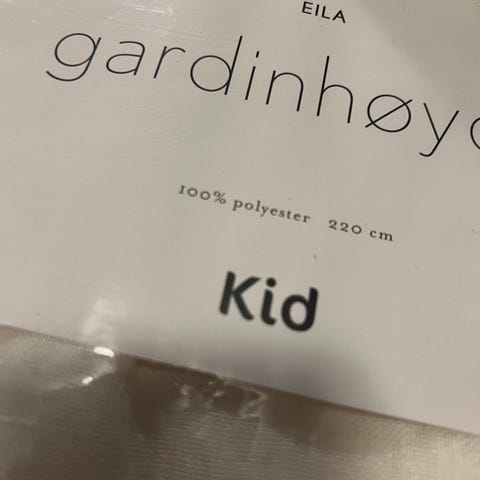 EILA
gardinhøy
100% polyester 220 cm
Kid